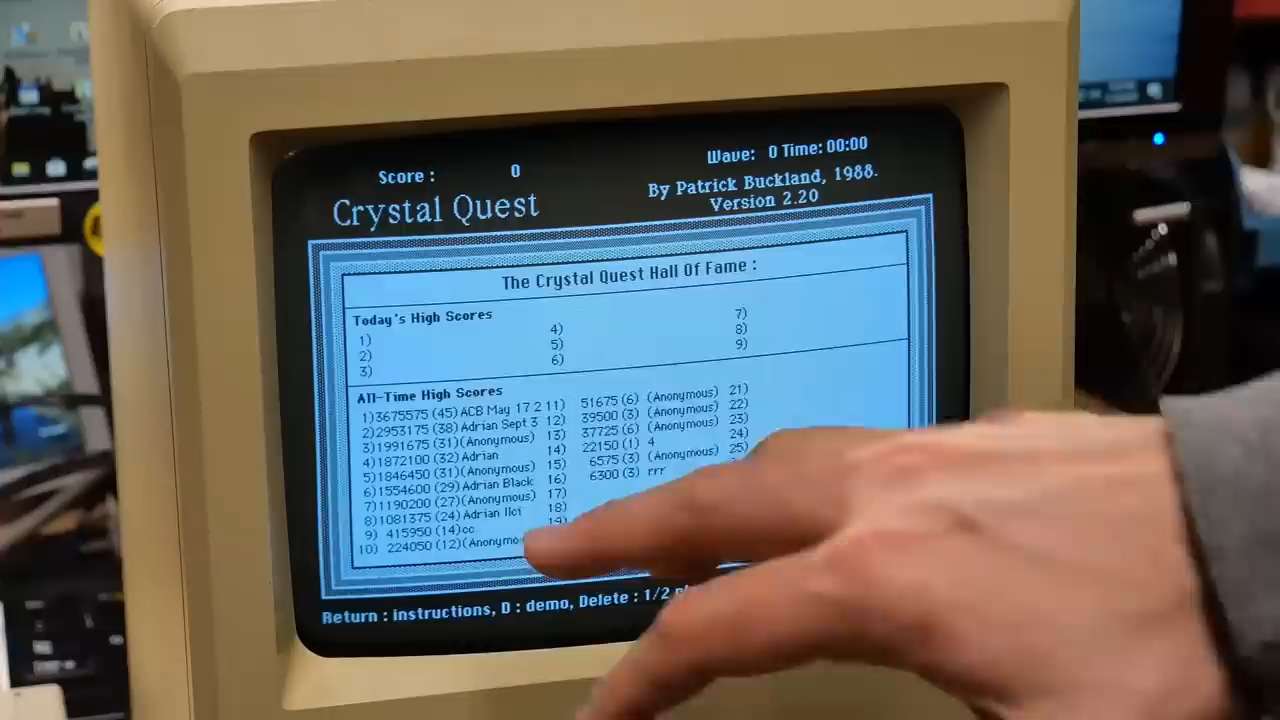 Score : 0
Wave: 0 Time: 00:00
Crystal Quest
By Patrick Buckland, 1988.
Version 2.20
The Crystal Quest Hall Of Fame :
Today's High Scores
1) 4) 7)
2) 5) 8)
3) 6) 9)
All-Time High Scores
1)3675575 (45) ACB May 17 2 11) 51675 (6) (Anonymous) 21)
2)2953175 (38) Adrian Sept 3 12) 39500 (3) (Anonymous) 22)
3)1991675 (31)(Anonymous) 13) 37725 (6) (Anonymous) 23)
4)1872100 (32) Adrian 14) 22150 (1) 4 24)
5)1846450 (31)(Anonymous) 15) 6575 (3) (Anonymous) 25)
6)1554600 (29) Adrian Black 16) 6300 (3) rrr
7)1190200 (27)(Anonymous) 17)
8)1081375 (24) Adrian IIci 18)
9) 415950 (14)cc 19)
10) 224050 (12)(Anonymo
Return : instructions, D : demo, Delete : 1/2